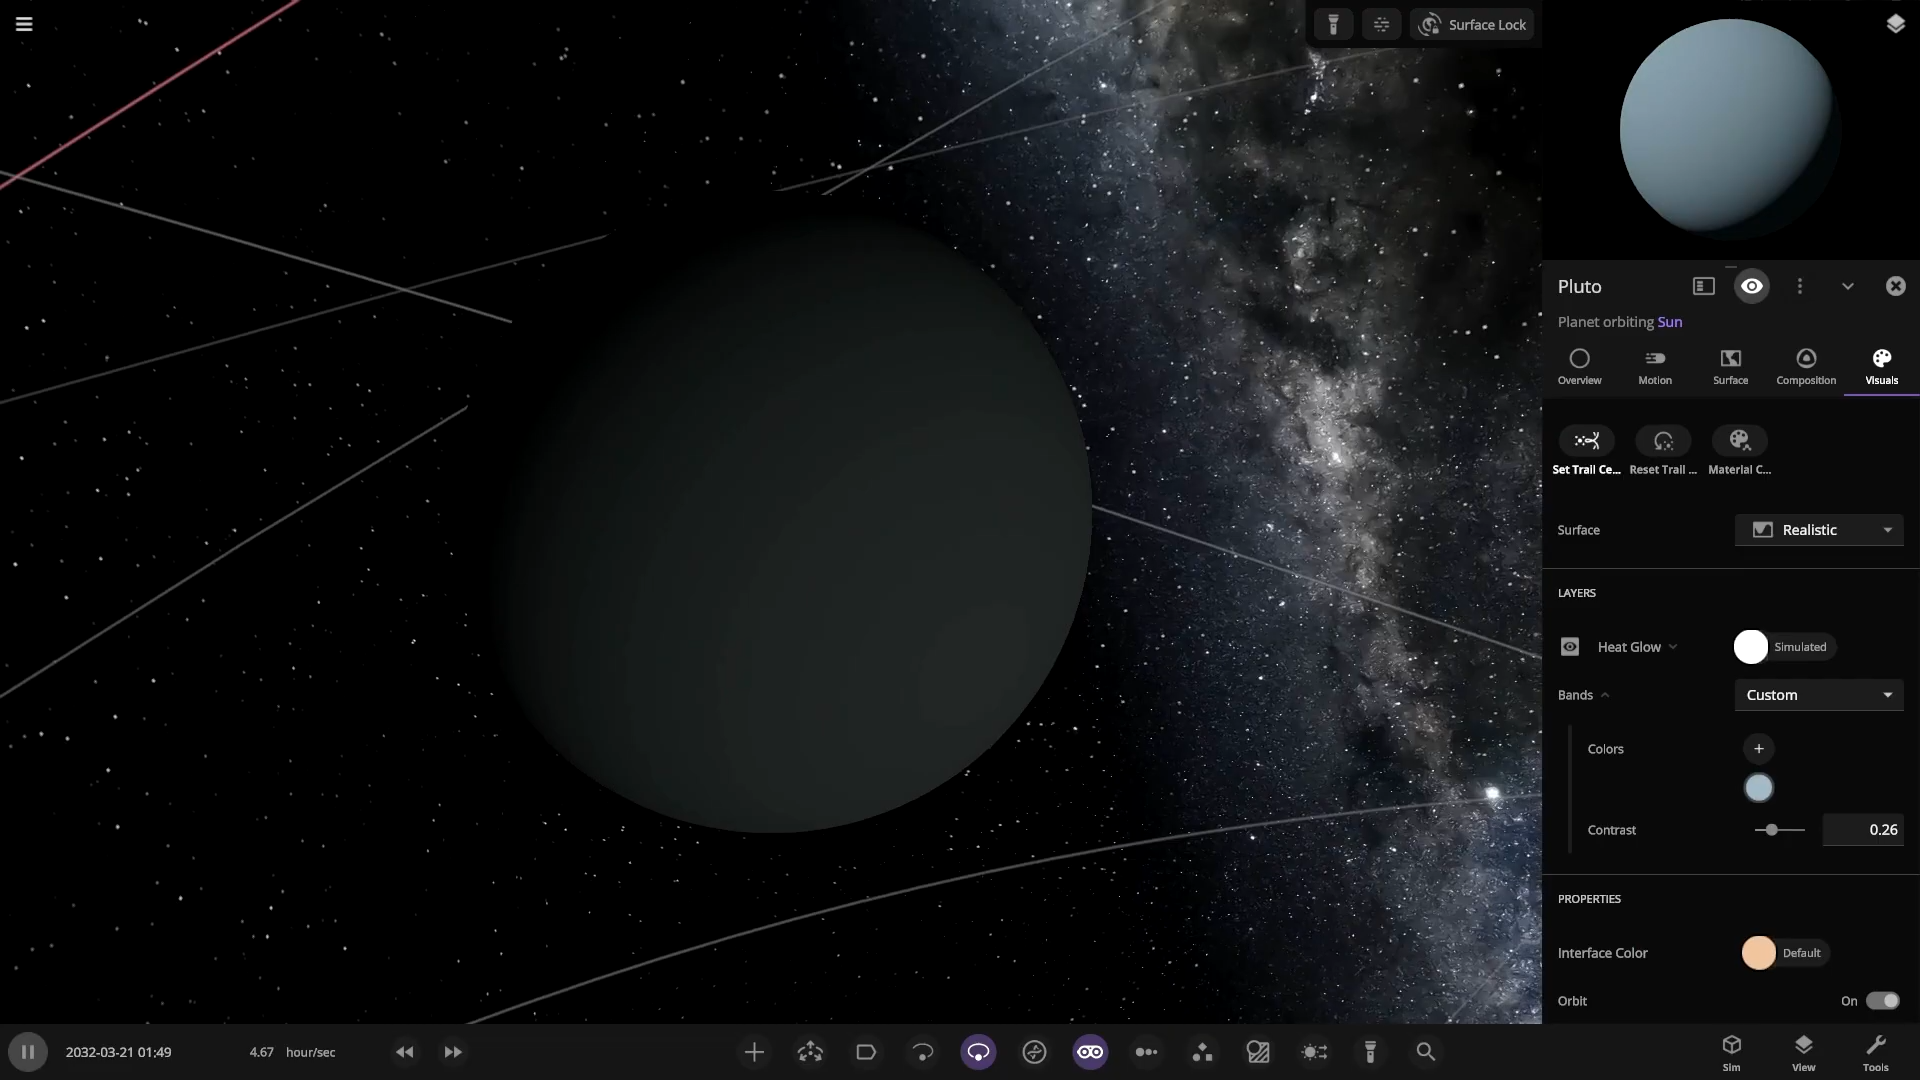 Surface Lock
Pluto
Planet orbiting Sun
Overview
Motion
Surface
Composition
Visuals
Set Trail Ce...
Reset Trail ...
Material C...
Surface
Realistic
LAYERS
Heat Glow
Simulated
Bands
Custom
Colors
+
Contrast
0.26
PROPERTIES
Interface Color
Default
Orbit
On
2032-03-21 01:49
4.67 hour/sec
Sim
View
Tools